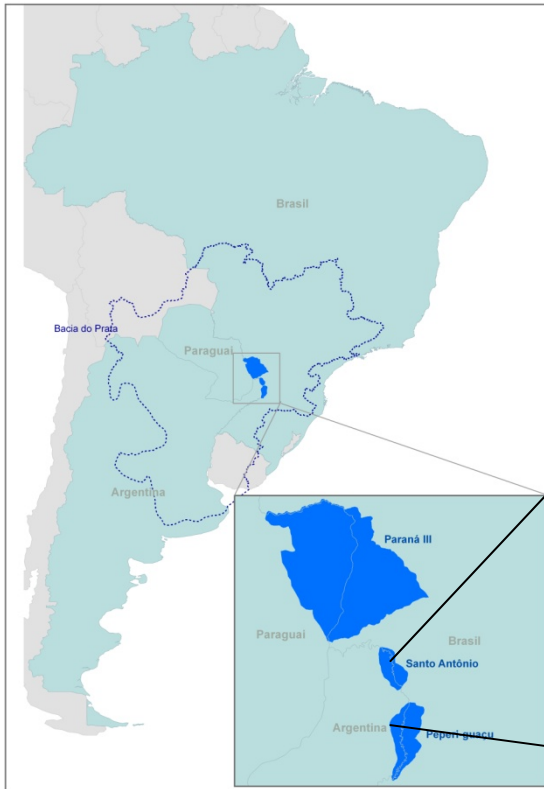 Brasil
Bacia do Prata
Paraguai
Argentina
Paraná III
Paraguai
Brasil
Santo Antônio
Argentina
Peperi-guaçu